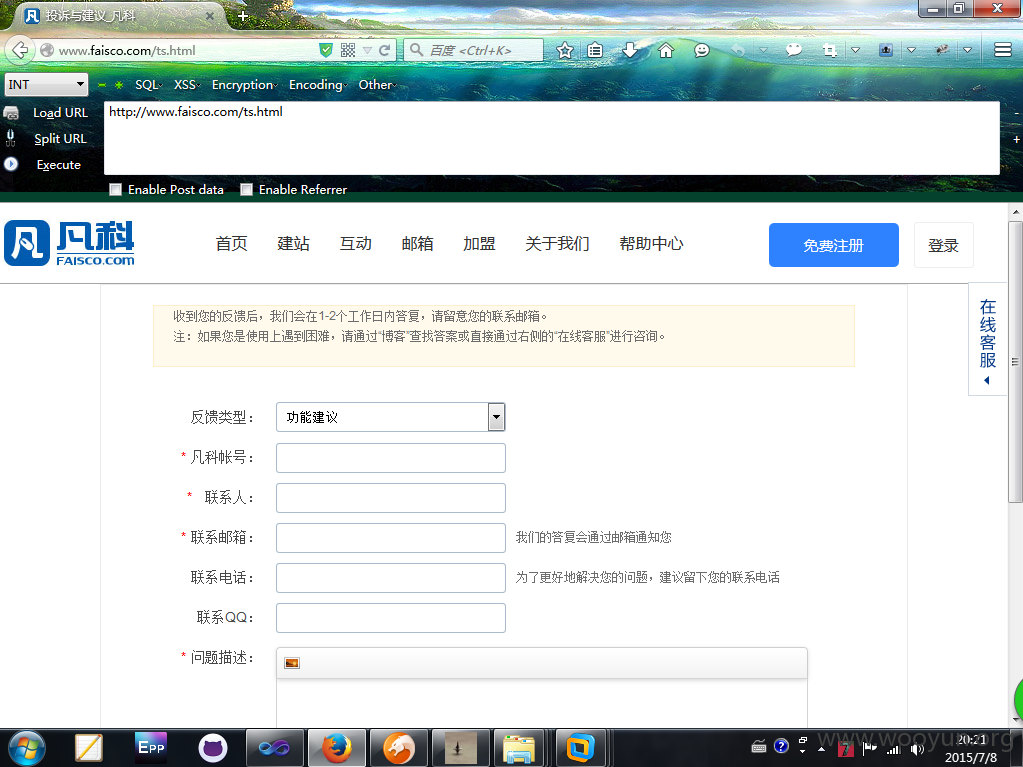 投诉与建议_凡科
www.faisco.com/ts.html
百度 <Ctrl+K>
INT
SQL XSS Encryption Encoding Other
Load URL
http://www.faisco.com/ts.html
Split URL
Execute
Enable Post data Enable Referrer
凡科
FAISCO.COM
首页 建站 互动 邮箱 加盟 关于我们 帮助中心 免费注册 登录
收到您的反馈后，我们会在1-2个工作日内答复，请留意您的联系邮箱。
注：如果您是使用上遇到困难，请通过“博客”查找答案或直接通过右侧的“在线客服”进行咨询。
在线客服
反馈类型： 功能建议
* 凡科帐号：
* 联系人：
* 联系邮箱： 我们的答复会通过邮箱通知您
联系电话： 为了更好地解决您的问题，建议留下您的联系电话
联系QQ：
* 问题描述：
EPP
www.wooyun.org
20:21
2015/7/8